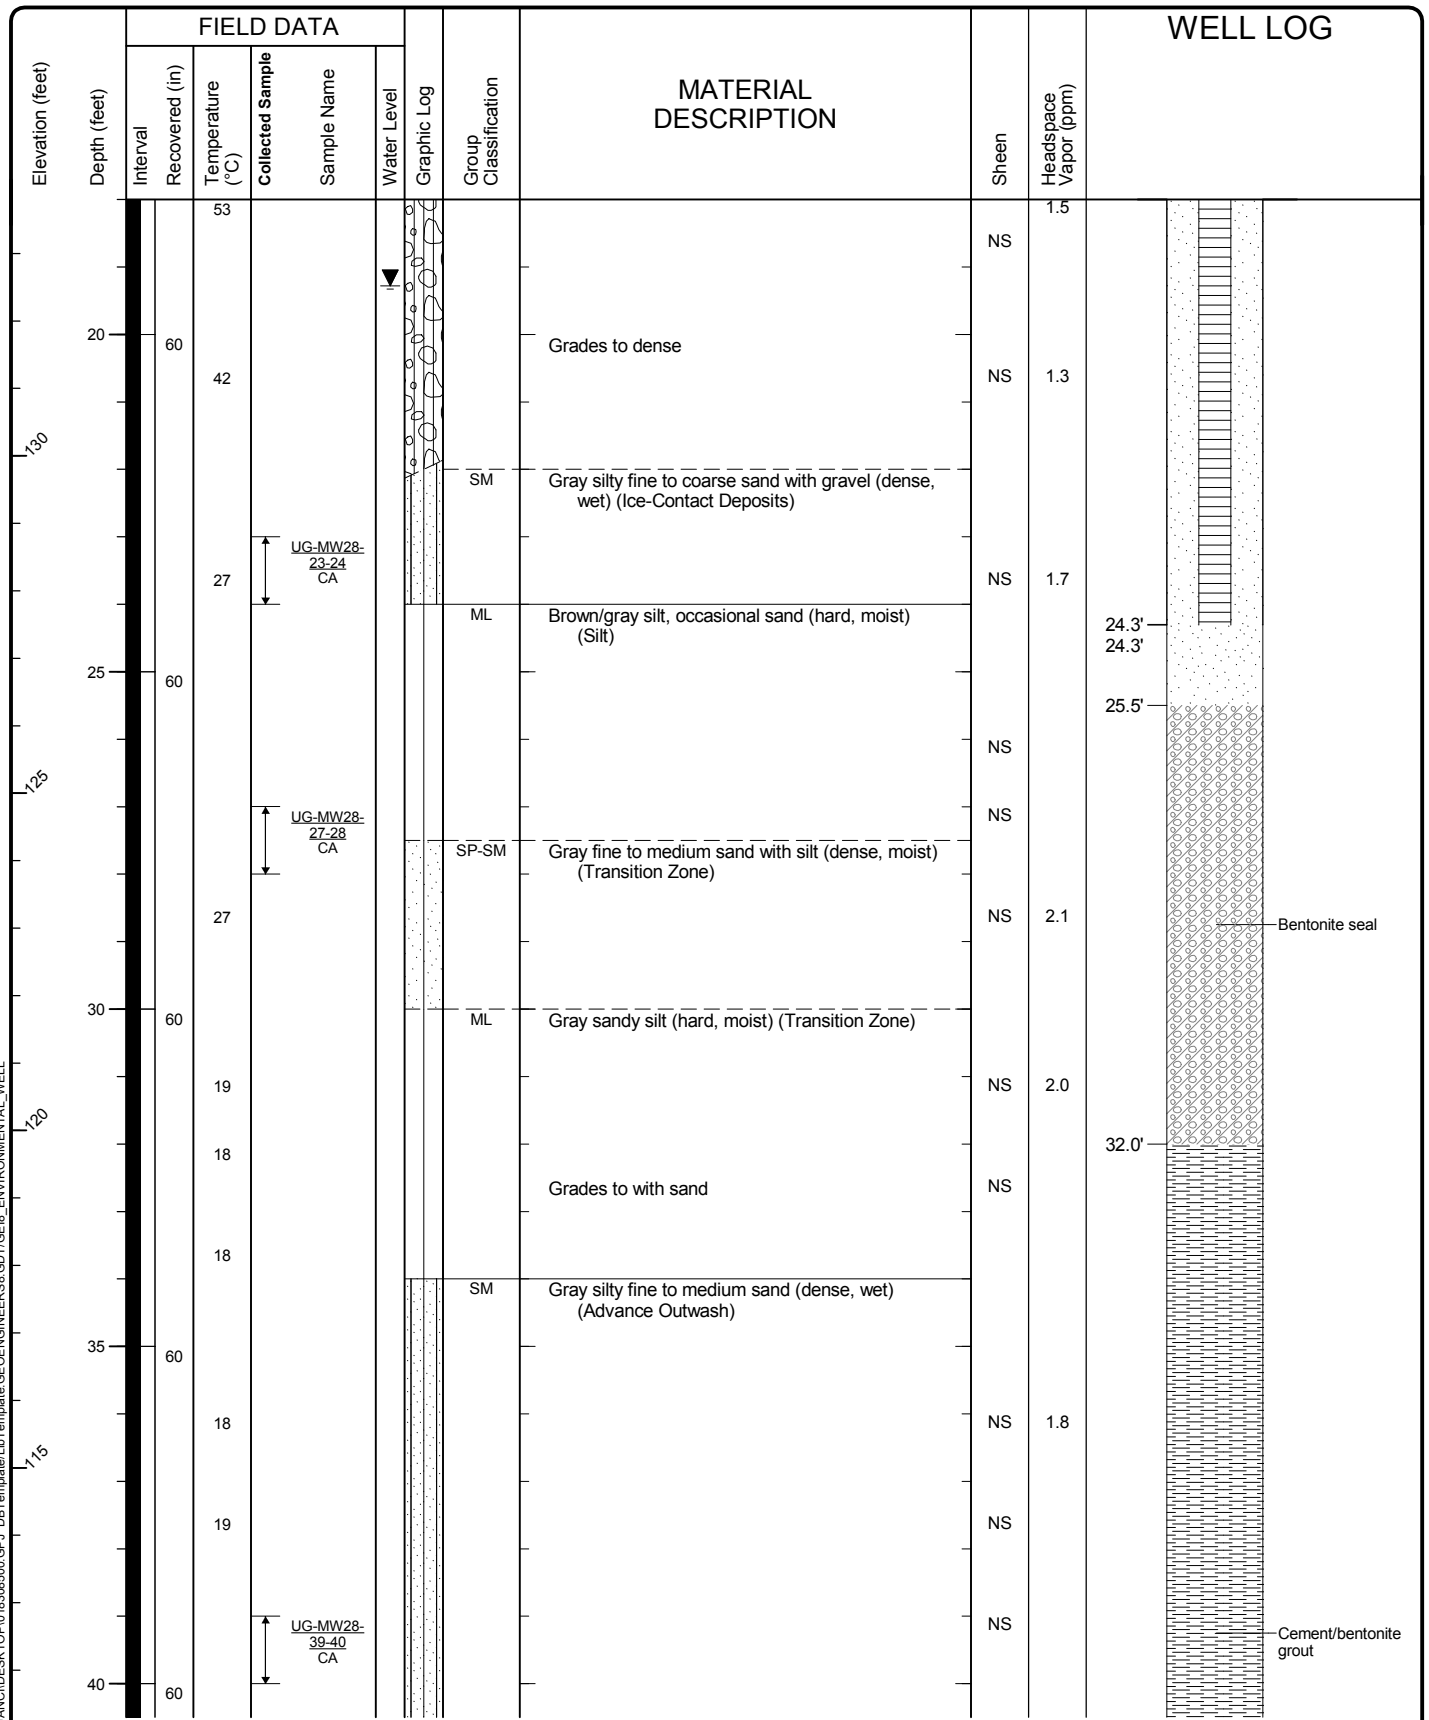 FIELD DATA
WELL LOG
Elevation (feet)
Depth (feet)
Interval
Recovered (in)
Temperature
(°C)
Collected Sample
Sample Name
Water Level
Graphic Log
Group
Classification
MATERIAL
DESCRIPTION
Sheen
Headspace
Vapor (ppm)
53
1.5
NS
20
60
Grades to dense
42
NS
1.3
130
SM
Gray silty fine to coarse sand with gravel (dense,
wet) (Ice-Contact Deposits)
UG-MW28-
23-24
CA
27
NS
1.7
ML
Brown/gray silt, occasional sand (hard, moist)
(Silt)
24.3'
24.3'
25
60
25.5'
NS
125
UG-MW28-
27-28
CA
NS
SP-SM
Gray fine to medium sand with silt (dense, moist)
(Transition Zone)
27
NS
2.1
Bentonite seal
30
60
ML
Gray sandy silt (hard, moist) (Transition Zone)
19
NS
2.0
120
18
32.0'
Grades to with sand
NS
18
SM
Gray silty fine to medium sand (dense, wet)
(Advance Outwash)
35
60
18
NS
1.8
115
19
NS
UG-MW28-
39-40
CA
NS
Cement/bentonite
grout
40
60